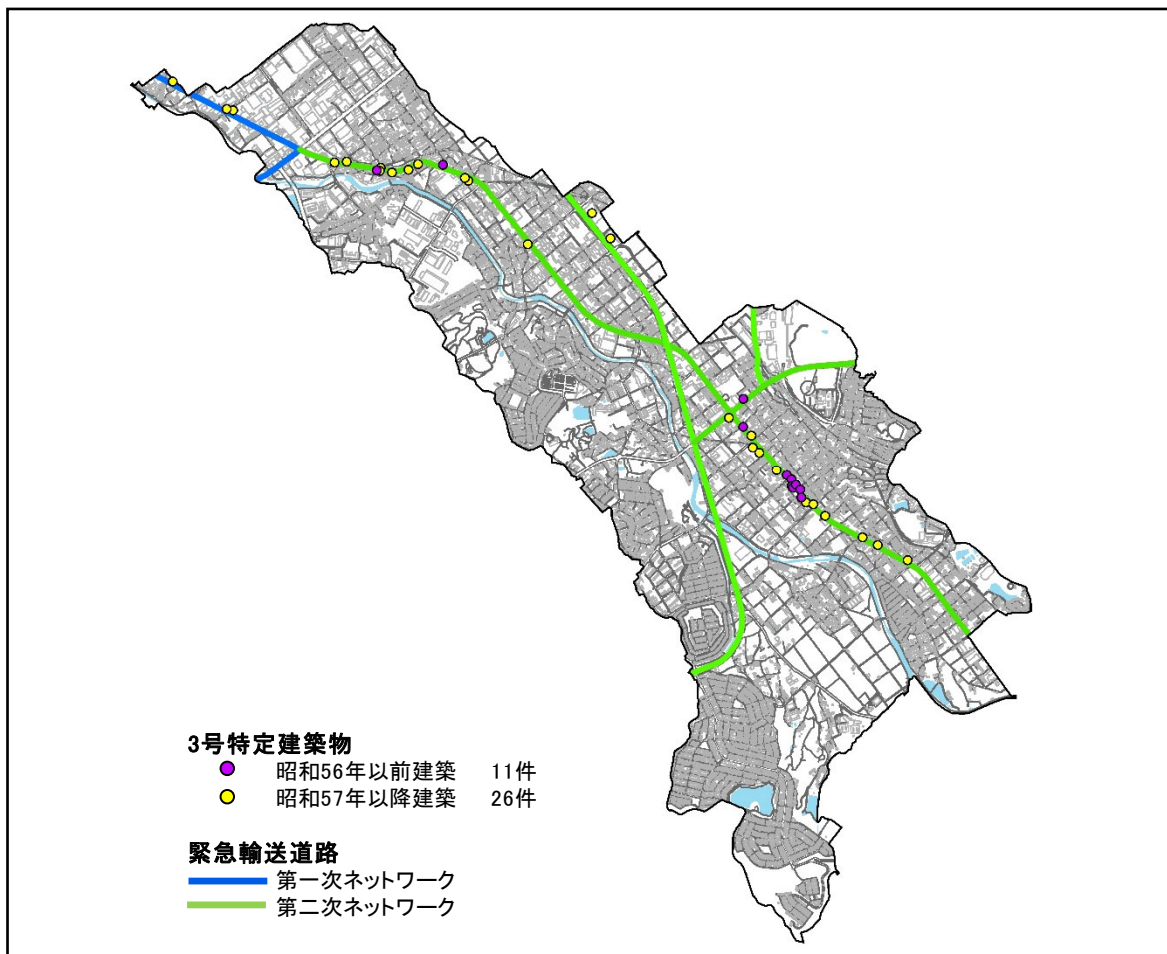 3号特定建築物
昭和56年以前建築 11件
昭和57年以降建築 26件
緊急輸送道路
第一次ネットワーク
第二次ネットワーク